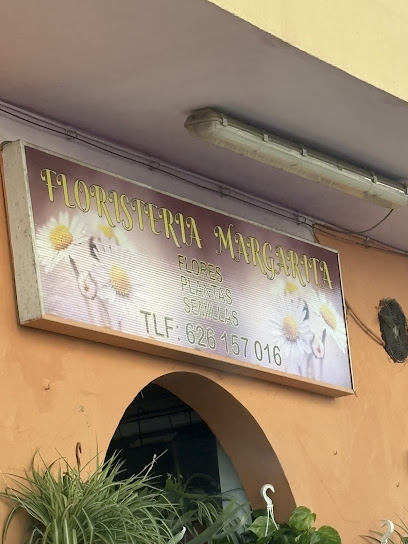 FLORISTERIA MARGARITA
FLORES
PLANTAS
SEMILLAS
TLF: 626 157 016